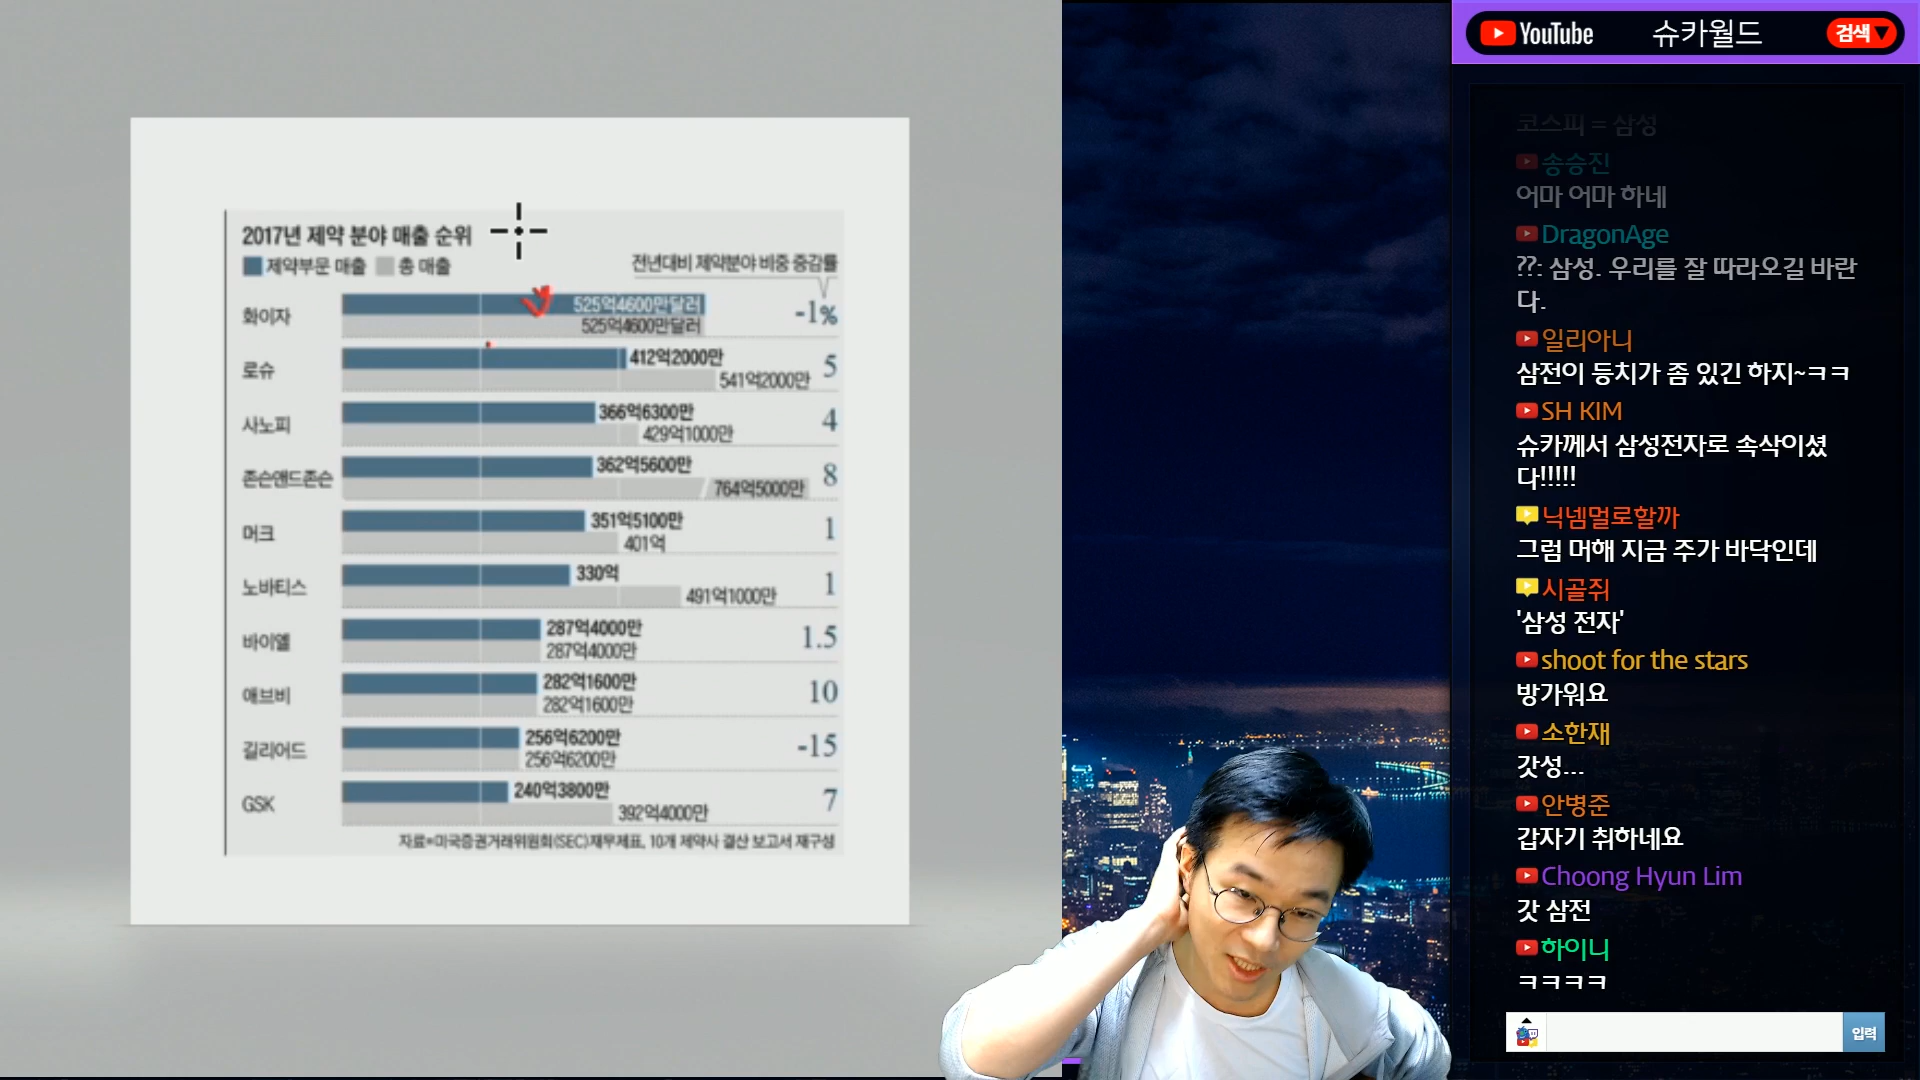 2017년 제약 분야 매출 순위
제약부문 매출 총 매출
전년대비 제약분야 비중 증감률
화이자 525억4600만달러 -1%
525억4600만달러
로슈 412억2000만 5
541억2000만
사노피 366억6300만 4
429억1000만
존슨앤드존슨 362억5600만 8
764억5000만
머크 351억5100만 1
401억
노바티스 330억 1
491억1000만
바이엘 287억4000만 1.5
287억4000만
애브비 282억1600만 10
282억1600만
길리어드 256억6200만 -15
256억6200만
GSK 240억3800만 7
392억4000만
자료=미국증권거래위원회(SEC)재무제표, 10개 제약사 결산 보고서 재구성
YouTube 슈카월드 검색▼
코스피 = 삼성
송승진
어마 어마 하네
DragonAge
??: 삼성. 우리를 잘 따라오길 바란
다.
일리아니
삼전이 등치가 좀 있긴 하지~ㅋㅋ
SH KIM
슈카께서 삼성전자로 속삭이셨
다!!!!!
닉넴멀로할까
그럼 머해 지금 주가 바닥인데
시골쥐
'삼성 전자'
shoot for the stars
방가워요
소한재
갓성...
안병준
갑자기 취하네요
Choong Hyun Lim
갓 삼전
하이니
ㅋㅋㅋㅋ
입력